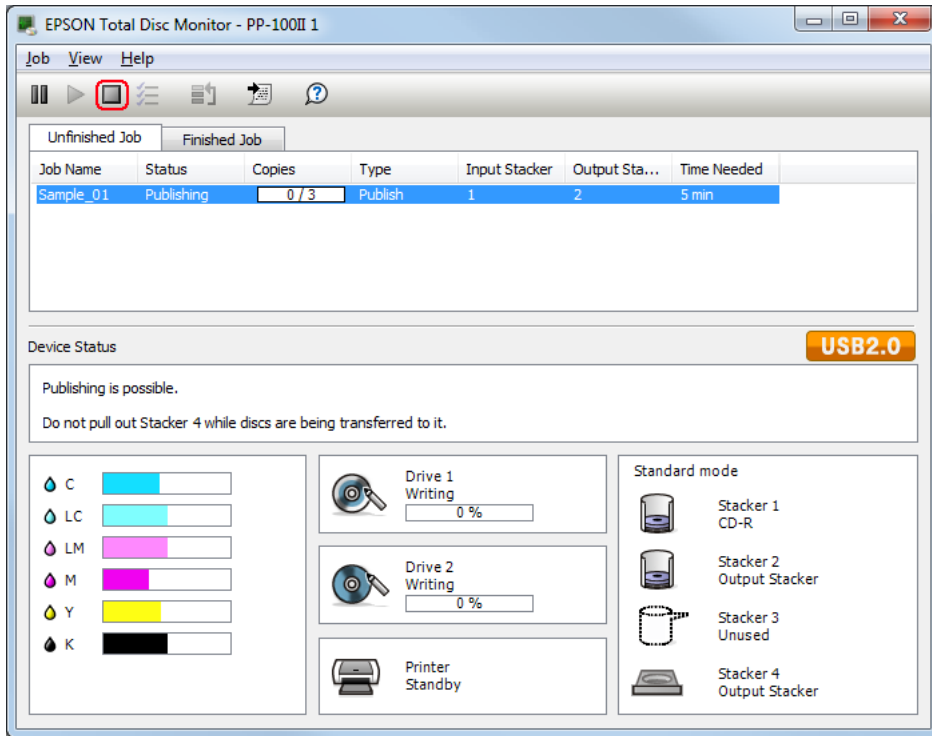 EPSON Total Disc Monitor - PP-100II 1
Job View Help
Unfinished Job Finished Job
Job Name Status Copies Type Input Stacker Output Sta... Time Needed
Sample_01 Publishing 0 / 3 Publish 1 2 5 min
Device Status USB2.0
Publishing is possible.
Do not pull out Stacker 4 while discs are being transferred to it.
C
LC
LM
M
Y
K
Drive 1
Writing
0 %
Drive 2
Writing
0 %
Printer
Standby
Standard mode
Stacker 1
CD-R
Stacker 2
Output Stacker
Stacker 3
Unused
Stacker 4
Output Stacker